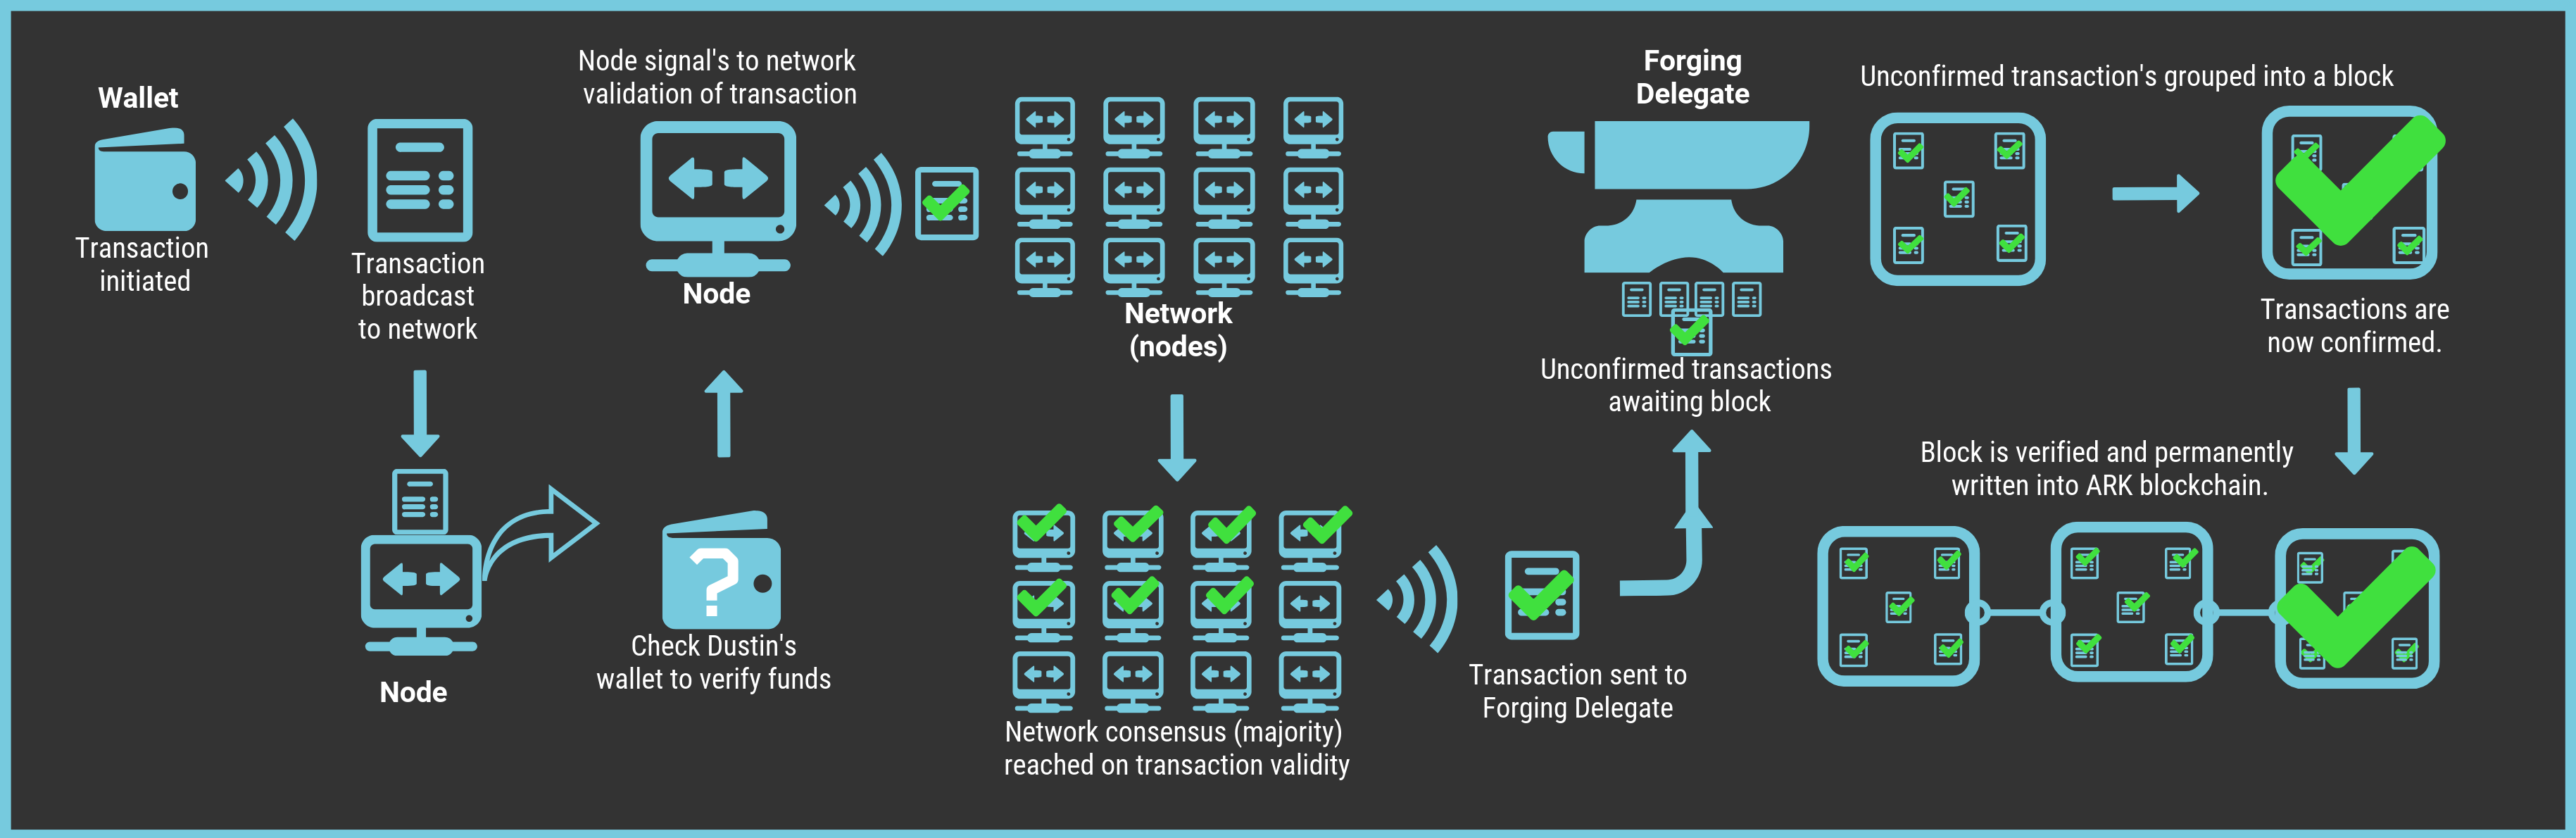 Wallet
Transaction
initiated
Transaction
broadcast
to network
Node
Check Dustin's
wallet to verify funds
Node signal's to network
validation of transaction
Node
Network
(nodes)
Network consensus (majority)
reached on transaction validity
Transaction sent to
Forging Delegate
Forging
Delegate
Unconfirmed transactions
awaiting block
Unconfirmed transaction's grouped into a block
Transactions are
now confirmed.
Block is verified and permanently
written into ARK blockchain.